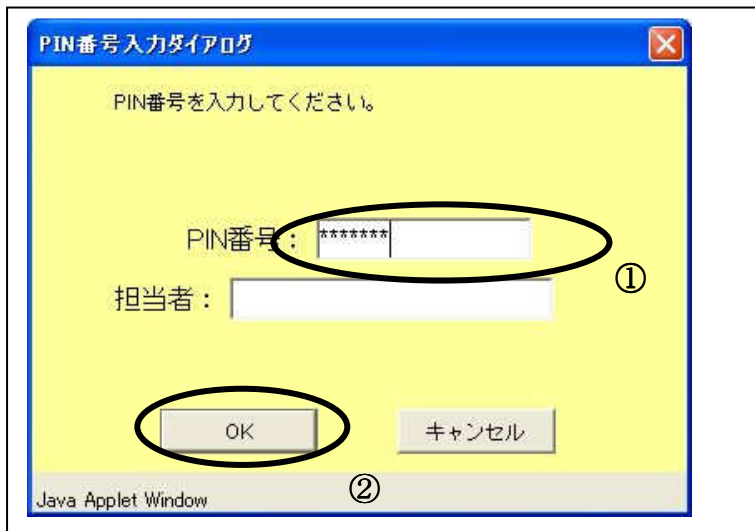 PIN番号入力ダイアログ
PIN番号を入力してください。
PIN番号： *******
①
担当者：
OK キャンセル
②
Java Applet Window